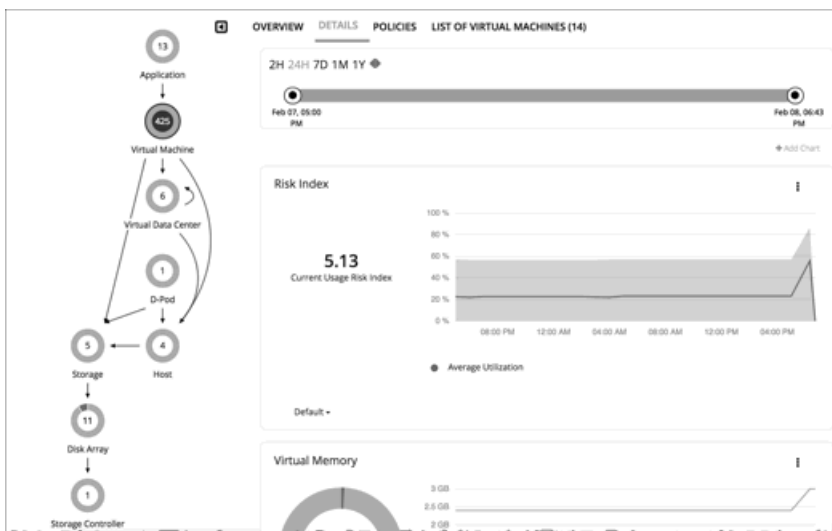 OVERVIEW DETAILS POLICIES LIST OF VIRTUAL MACHINES (14)
13
Application
425
Virtual Machine
6
Virtual Data Center
1
D-Pod
5
Storage
4
Host
11
Disk Array
1
Storage Controller
2H 24H 7D 1M 1Y
Feb 07, 05:00
PM
Feb 08, 06:43
PM
+ Add Chart
Risk Index
5.13
Current Usage Risk Index
100 %
80 %
60 %
40 %
20 %
0 %
08:00 PM 12:00 AM 04:00 AM 08:00 AM 12:00 PM 04:00 PM
Average Utilization
Default
Virtual Memory
3 GB
2.5 GB
2 GB